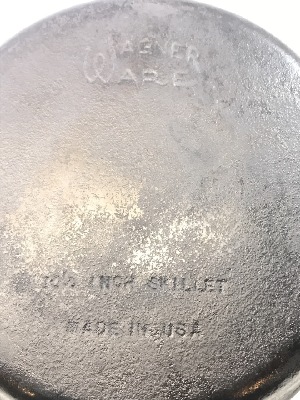 WAGNER
WARE
10½ INCH SKILLET
MADE IN USA